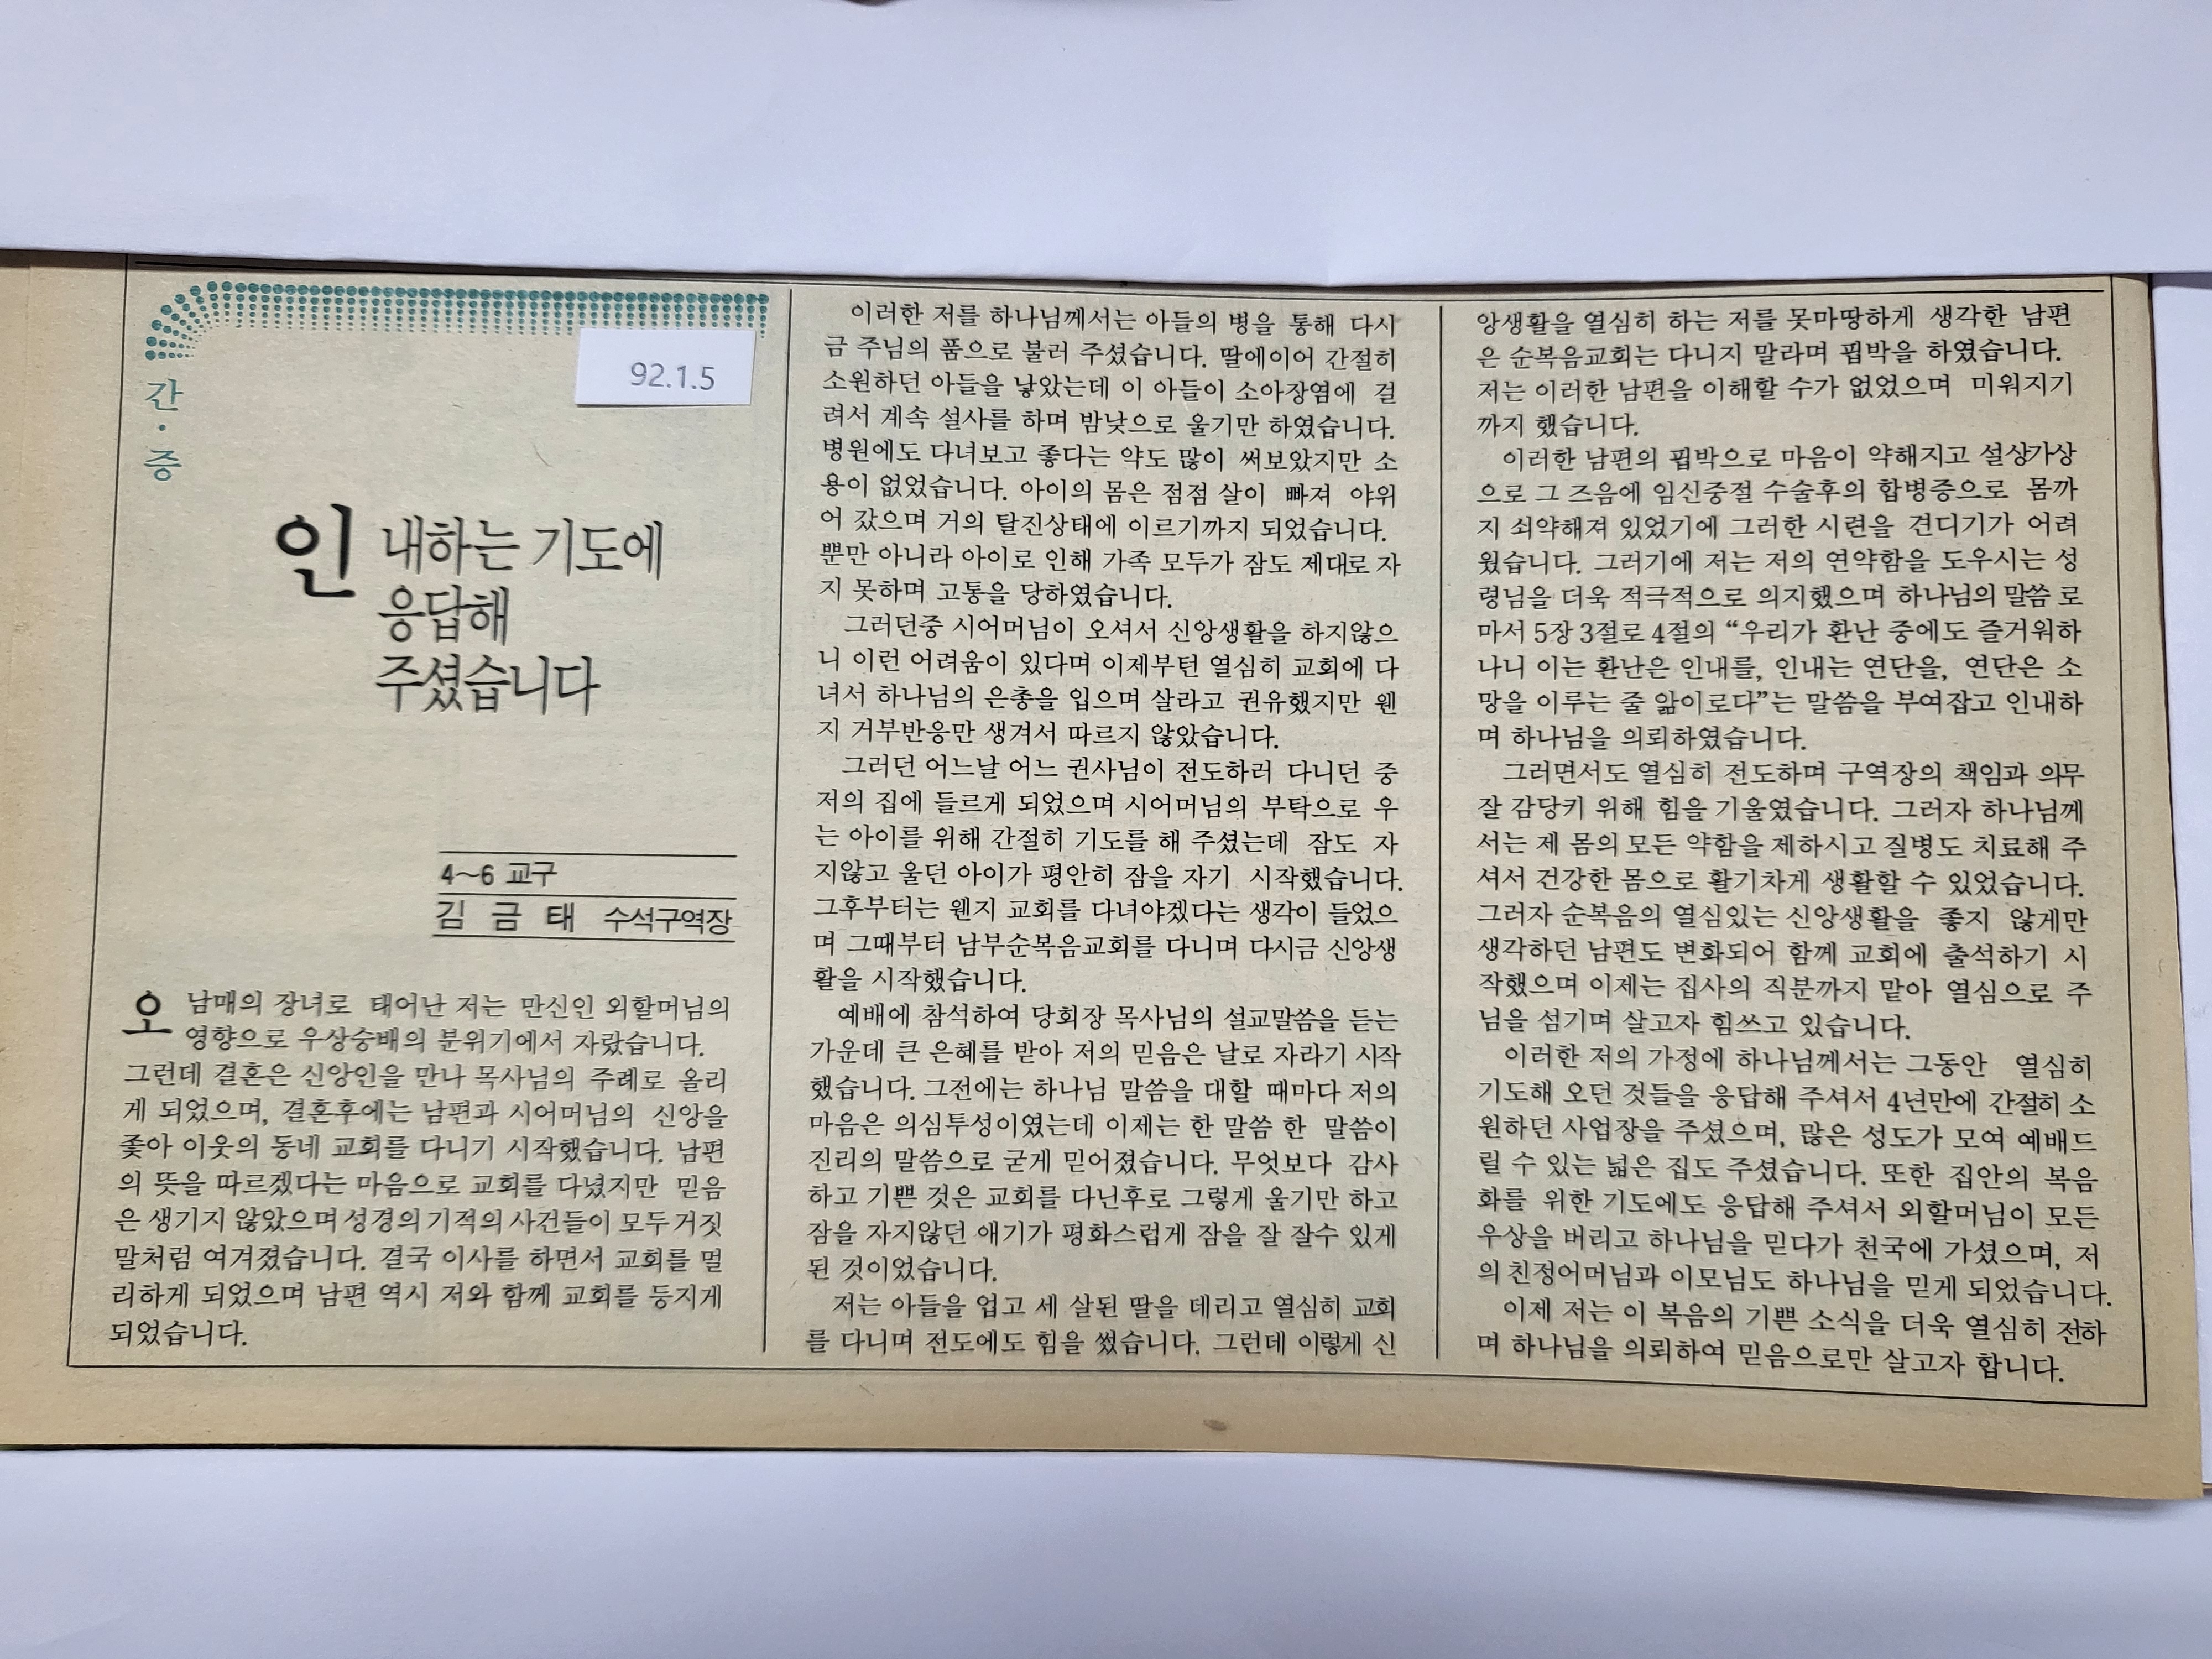 92.1.5
간·증
인내하는 기도에
응답해
주셨습니다
4~6 교구
김 금 태 수석구역장
오남매의 장녀로 태어난 저는 만신인 외할머님의
영향으로 우상숭배의 분위기에서 자랐습니다.
그런데 결혼은 신앙인을 만나 목사님의 주례로 올리
게 되었으며, 결혼후에는 남편과 시어머님의 신앙을
좇아 이웃의 동네 교회를 다니기 시작했습니다. 남편
의 뜻을 따르겠다는 마음으로 교회를 다녔지만 믿음
은 생기지 않았으며 성경의 기적의 사건들이 모두 거짓
말처럼 여겨졌습니다. 결국 이사를 하면서 교회를 멀
리하게 되었으며 남편 역시 저와 함께 교회를 등지게
되었습니다.
이러한 저를 하나님께서는 아들의 병을 통해 다시
금 주님의 품으로 불러 주셨습니다. 딸에이어 간절히
소원하던 아들을 낳았는데 이 아들이 소아장염에 걸
려서 계속 설사를 하며 밤낮으로 울기만 하였습니다.
병원에도 다녀보고 좋다는 약도 많이 써보았지만 소
용이 없었습니다. 아이의 몸은 점점 살이 빠져 야위
어 갔으며 거의 탈진상태에 이르기까지 되었습니다.
뿐만 아니라 아이로 인해 가족 모두가 잠도 제대로 자
지 못하며 고통을 당하였습니다.
그러던중 시어머님이 오셔서 신앙생활을 하지않으
니 이런 어려움이 있다며 이제부턴 열심히 교회에 다
녀서 하나님의 은총을 입으며 살라고 권유했지만 웬
지 거부반응만 생겨서 따르지 않았습니다.
그러던 어느날 어느 권사님이 전도하러 다니던 중
저의 집에 들르게 되었으며 시어머님의 부탁으로 우
는 아이를 위해 간절히 기도를 해 주셨는데 잠도 자
지않고 울던 아이가 평안히 잠을 자기 시작했습니다.
그후부터는 웬지 교회를 다녀야겠다는 생각이 들었으
며 그때부터 남부순복음교회를 다니며 다시금 신앙생
활을 시작했습니다.
예배에 참석하여 당회장 목사님의 설교말씀을 듣는
가운데 큰 은혜를 받아 저의 믿음은 날로 자라기 시작
했습니다. 그전에는 하나님 말씀을 대할 때마다 저의
마음은 의심투성이였는데 이제는 한 말씀 한 말씀이
진리의 말씀으로 굳게 믿어졌습니다. 무엇보다 감사
하고 기쁜 것은 교회를 다닌후로 그렇게 울기만 하고
잠을 자지않던 애기가 평화스럽게 잠을 잘 잘수 있게
된 것이었습니다.
저는 아들을 업고 세 살된 딸을 데리고 열심히 교회
를 다니며 전도에도 힘을 썼습니다. 그런데 이렇게 신
앙생활을 열심히 하는 저를 못마땅하게 생각한 남편
은 순복음교회는 다니지 말라며 핍박을 하였습니다.
저는 이러한 남편을 이해할 수가 없었으며 미워지기
까지 했습니다.
이러한 남편의 핍박으로 마음이 약해지고 설상가상
으로 그 즈음에 임신중절 수술후의 합병증으로 몸까
지 쇠약해져 있었기에 그러한 시련을 견디기가 어려
웠습니다. 그러기에 저는 저의 연약함을 도우시는 성
령님을 더욱 적극적으로 의지했으며 하나님의 말씀 로
마서 5장 3절로 4절의 “우리가 환난 중에도 즐거워하
나니 이는 환난은 인내를, 인내는 연단을, 연단은 소
망을 이루는 줄 앎이로다”는 말씀을 부여잡고 인내하
며 하나님을 의뢰하였습니다.
그러면서도 열심히 전도하며 구역장의 책임과 의무
잘 감당키 위해 힘을 기울였습니다. 그러자 하나님께
서는 제 몸의 모든 약함을 제하시고 질병도 치료해 주
셔서 건강한 몸으로 활기차게 생활할 수 있었습니다.
그러자 순복음의 열심있는 신앙생활을 좋지 않게만
생각하던 남편도 변화되어 함께 교회에 출석하기 시
작했으며 이제는 집사의 직분까지 맡아 열심으로 주
님을 섬기며 살고자 힘쓰고 있습니다.
이러한 저의 가정에 하나님께서는 그동안 열심히
기도해 오던 것들을 응답해 주셔서 4년만에 간절히 소
원하던 사업장을 주셨으며, 많은 성도가 모여 예배드
릴 수 있는 넓은 집도 주셨습니다. 또한 집안의 복음
화를 위한 기도에도 응답해 주셔서 외할머님이 모든
우상을 버리고 하나님을 믿다가 천국에 가셨으며, 저
의 친정어머님과 이모님도 하나님을 믿게 되었습니다.
이제 저는 이 복음의 기쁜 소식을 더욱 열심히 전하
며 하나님을 의뢰하여 믿음으로만 살고자 합니다.